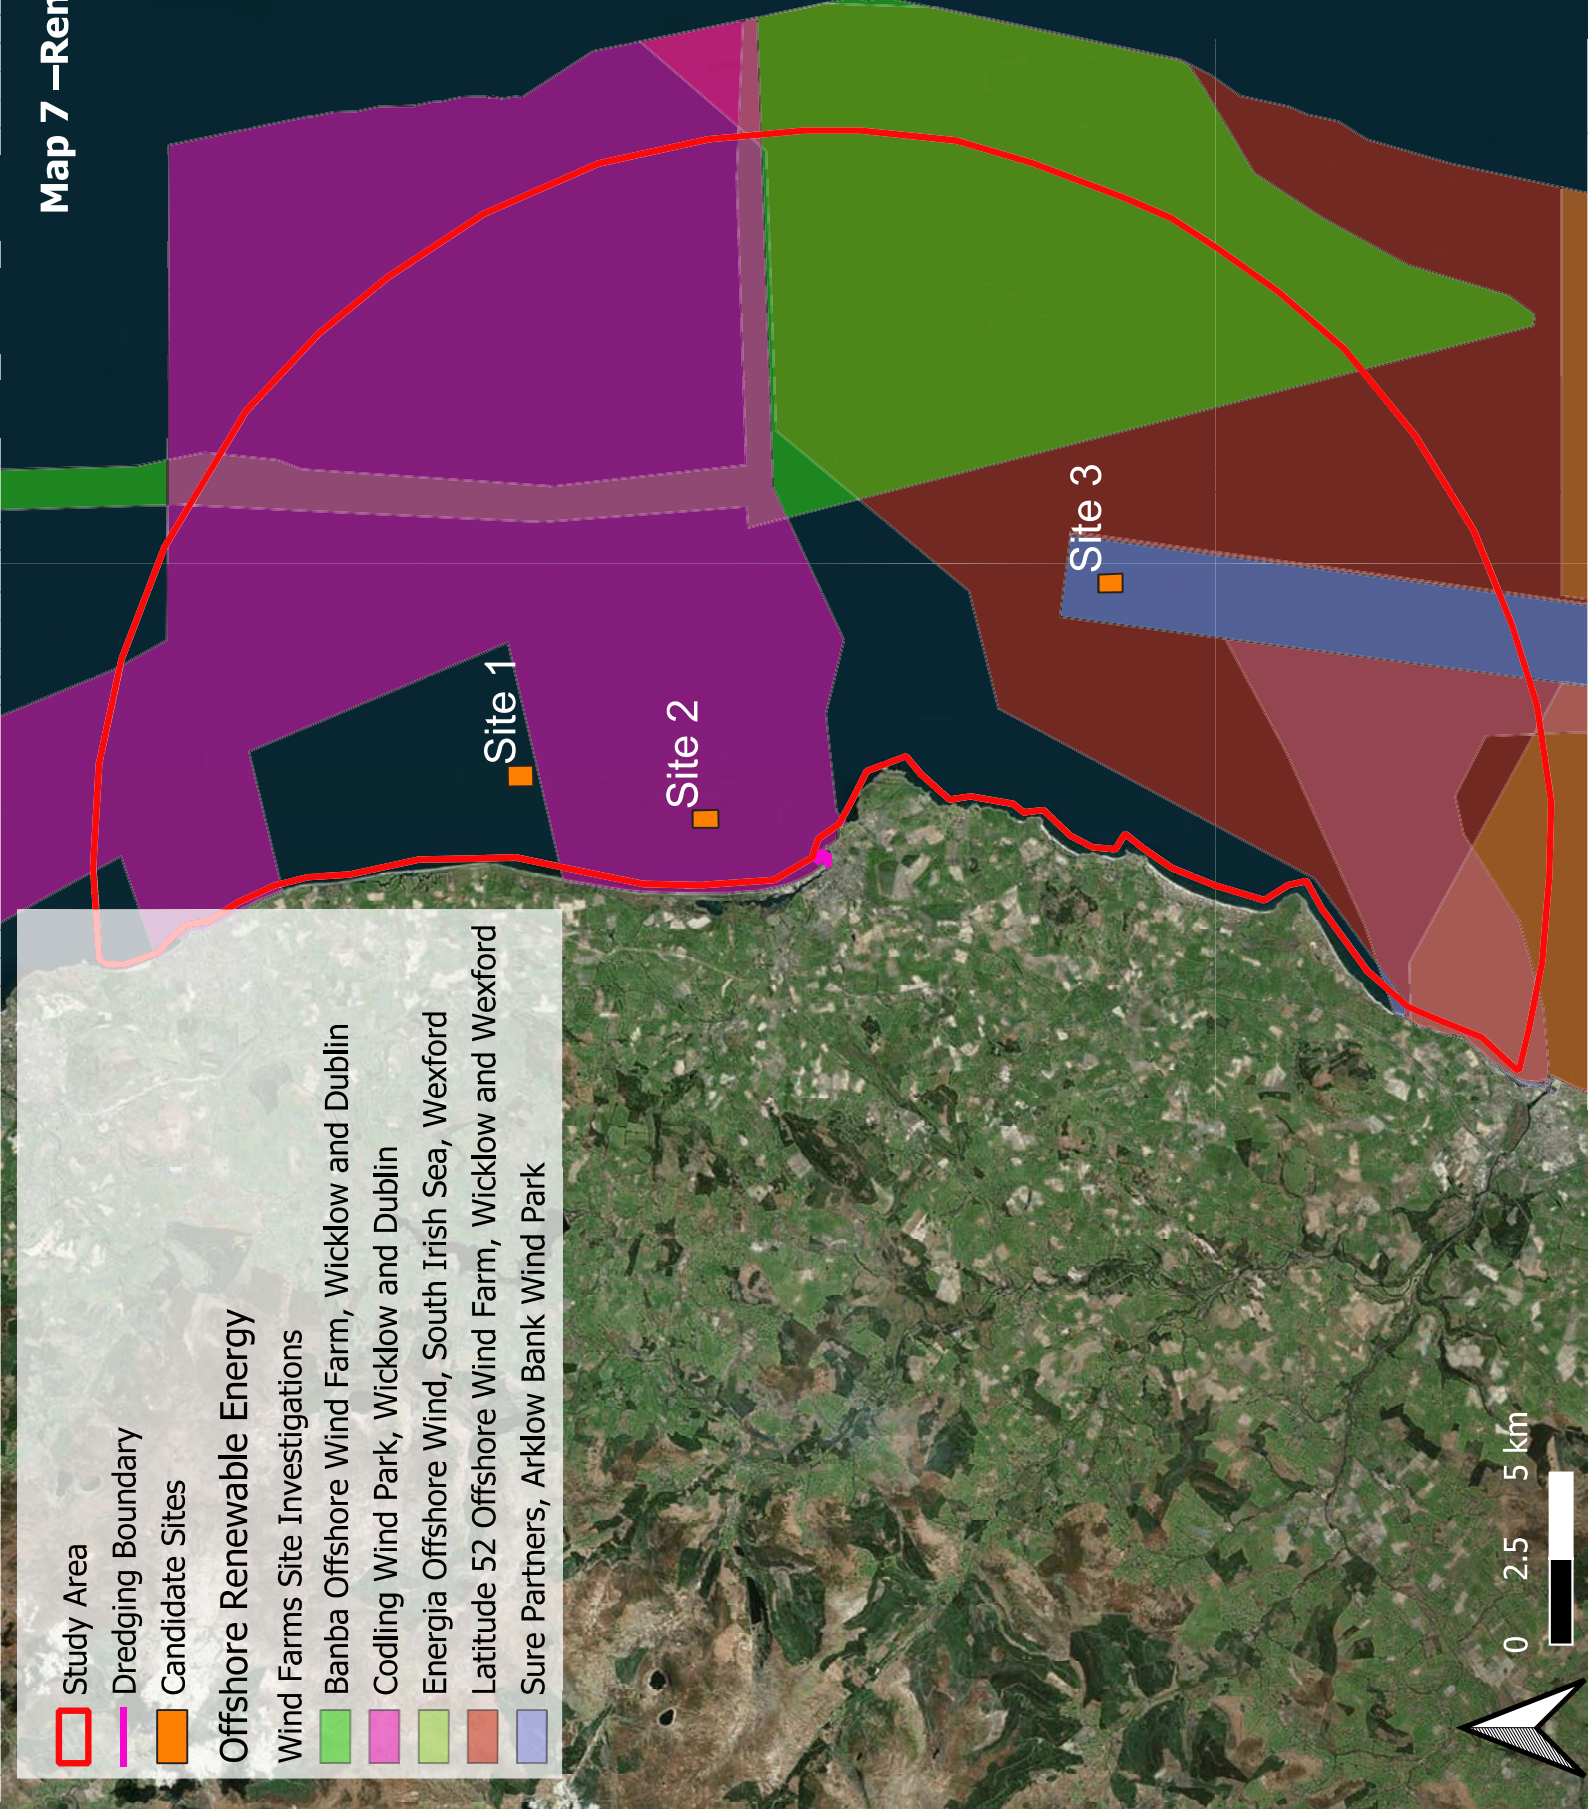 Map 7 –Ren
Study Area
Dredging Boundary
Candidate Sites
Offshore Renewable Energy
Wind Farms Site Investigations
Banba Offshore Wind Farm, Wicklow and Dublin
Codling Wind Park, Wicklow and Dublin
Energia Offshore Wind, South Irish Sea, Wexford
Latitude 52 Offshore Wind Farm, Wicklow and Wexford
Sure Partners, Arklow Bank Wind Park
Site 1
Site 2
Site 3
0 2.5 5 km